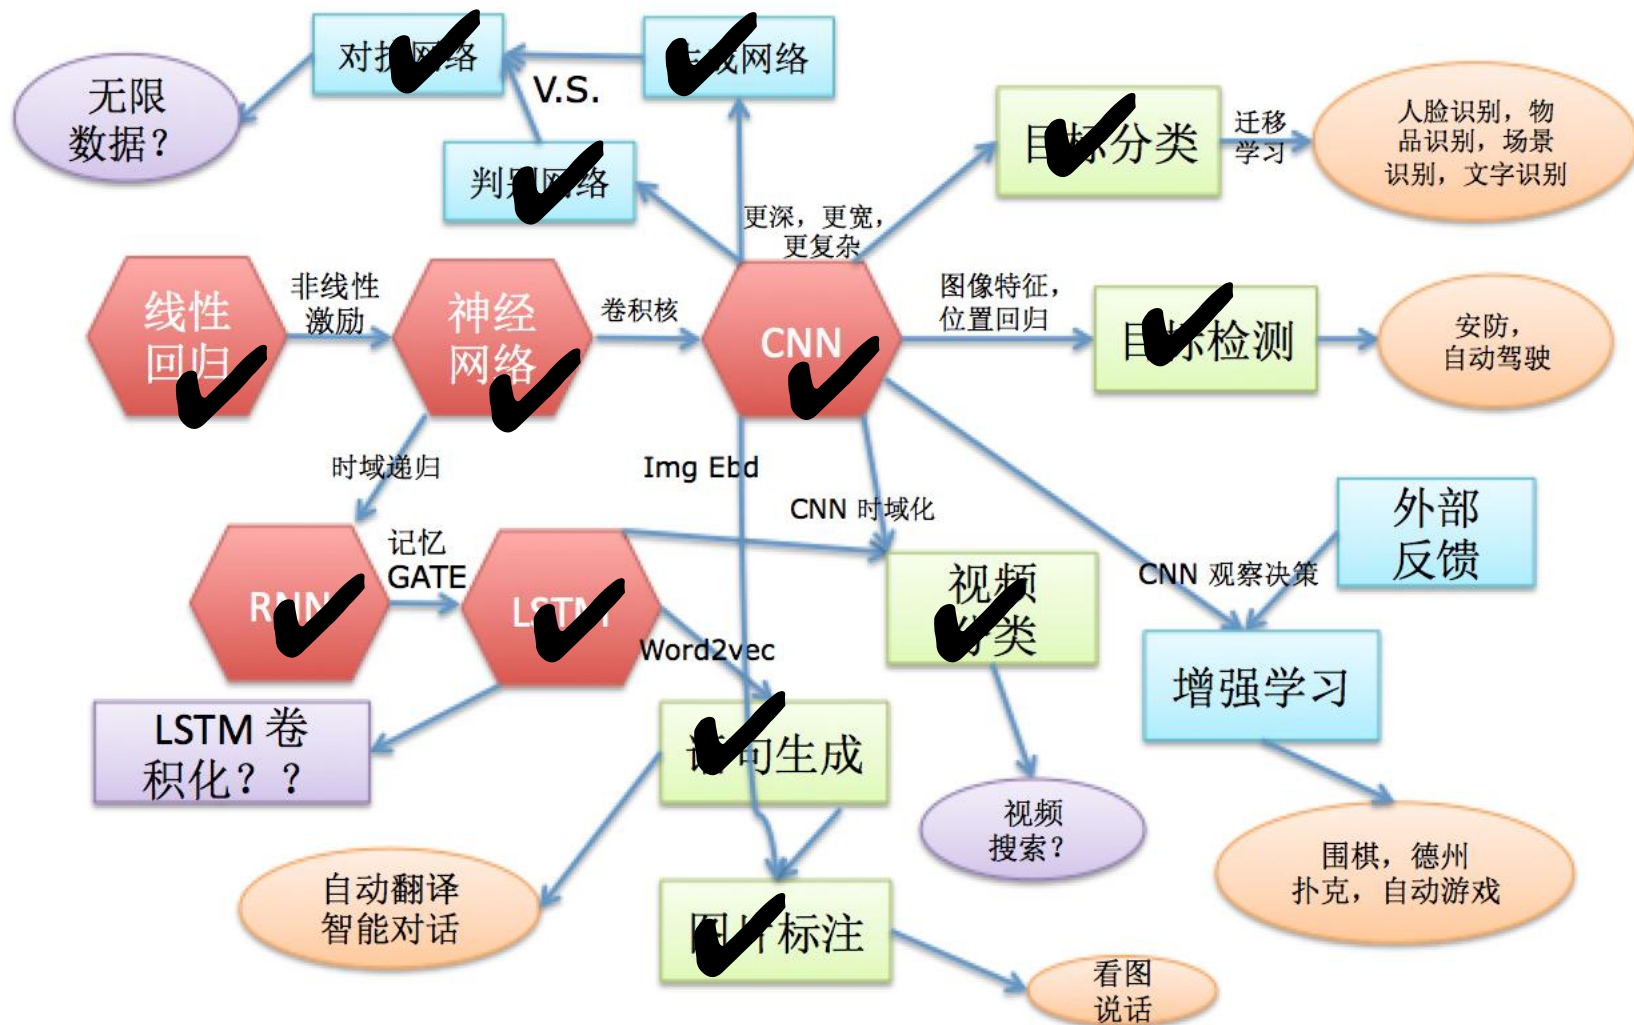 对抗网络
生成网络
V.S.
无限
数据？
判别网络
目标分类
迁移
学习
人脸识别，物
品识别，场景
识别，文字识别
更深，更宽，
更复杂
线性
回归
非线性
激励
神经
网络
卷积核
CNN
图像特征，
位置回归
目标检测
安防，
自动驾驶
时域递归
Img Ebd
CNN 时域化
外部
反馈
RNN
记忆
GATE
LSTM
视频
分类
CNN 观察决策
Word2vec
增强学习
LSTM 卷
积化？？
语句生成
视频
搜索？
围棋，德州
扑克，自动游戏
自动翻译
智能对话
图片标注
看图
说话